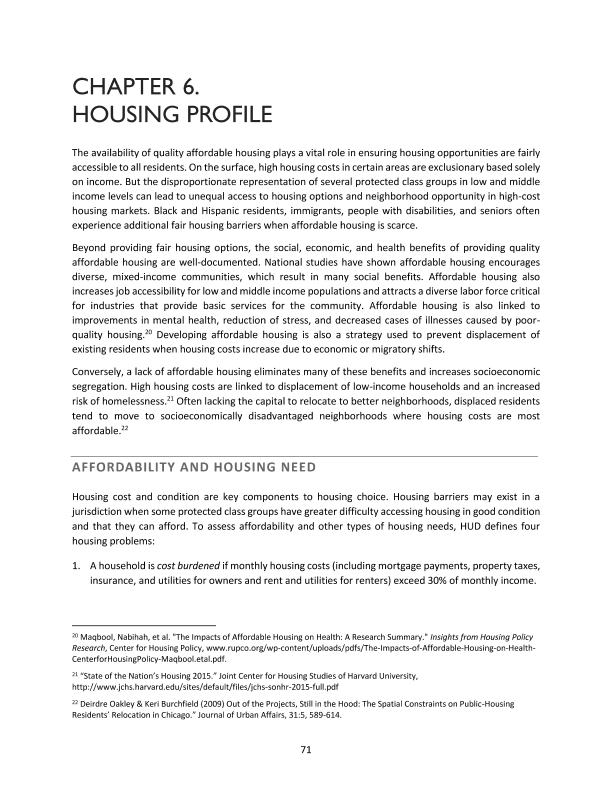 CHAPTER 6.
HOUSING PROFILE
The availability of quality affordable housing plays a vital role in ensuring housing opportunities are fairly
accessible to all residents. On the surface, high housing costs in certain areas are exclusionary based solely
on income. But the disproportionate representation of several protected class groups in low and middle
income levels can lead to unequal access to housing options and neighborhood opportunity in high-cost
housing markets. Black and Hispanic residents, immigrants, people with disabilities, and seniors often
experience additional fair housing barriers when affordable housing is scarce.
Beyond providing fair housing options, the social, economic, and health benefits of providing quality
affordable housing are well-documented. National studies have shown affordable housing encourages
diverse, mixed-income communities, which result in many social benefits. Affordable housing also
increases job accessibility for low and middle income populations and attracts a diverse labor force critical
for industries that provide basic services for the community. Affordable housing is also linked to
improvements in mental health, reduction of stress, and decreased cases of illnesses caused by poor-
quality housing.20 Developing affordable housing is also a strategy used to prevent displacement of
existing residents when housing costs increase due to economic or migratory shifts.
Conversely, a lack of affordable housing eliminates many of these benefits and increases socioeconomic
segregation. High housing costs are linked to displacement of low-income households and an increased
risk of homelessness.21 Often lacking the capital to relocate to better neighborhoods, displaced residents
tend to move to socioeconomically disadvantaged neighborhoods where housing costs are most
affordable.22
AFFORDABILITY AND HOUSING NEED
Housing cost and condition are key components to housing choice. Housing barriers may exist in a
jurisdiction when some protected class groups have greater difficulty accessing housing in good condition
and that they can afford. To assess affordability and other types of housing needs, HUD defines four
housing problems:
1. A household is cost burdened if monthly housing costs (including mortgage payments, property taxes,
insurance, and utilities for owners and rent and utilities for renters) exceed 30% of monthly income.
20 Maqbool, Nabihah, et al. "The Impacts of Affordable Housing on Health: A Research Summary." Insights from Housing Policy
Research, Center for Housing Policy, www.rupco.org/wp-content/uploads/pdfs/The-Impacts-of-Affordable-Housing-on-Health-
CenterforHousingPolicy-Maqbool.etal.pdf.
21 “State of the Nation’s Housing 2015.” Joint Center for Housing Studies of Harvard University,
http://www.jchs.harvard.edu/sites/default/files/jchs-sonhr-2015-full.pdf
22 Deirdre Oakley & Keri Burchfield (2009) Out of the Projects, Still in the Hood: The Spatial Constraints on Public-Housing
Residents’ Relocation in Chicago.” Journal of Urban Affairs, 31:5, 589-614.
71